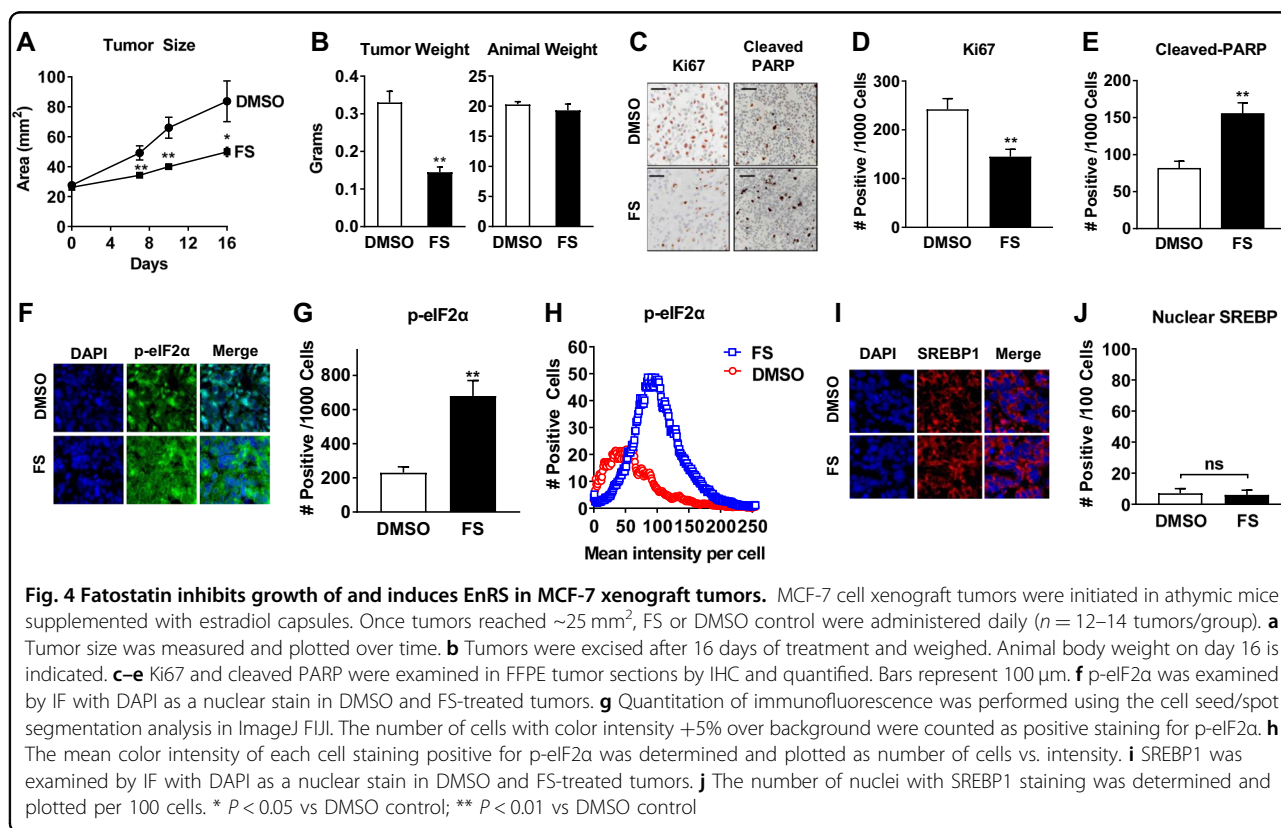 A
Tumor Size
Area (mm²)
100
80
60
40
20
0
0
4
8
12
16
Days
DMSO
FS
**
**
*
B
Tumor Weight
Animal Weight
Grams
0.4
0.3
0.2
0.1
0.0
**
DMSO
FS
25
20
15
10
5
0
DMSO
FS
C
Ki67
Cleaved
PARP
DMSO
FS
D
Ki67
# Positive /1000 Cells
300
200
100
0
**
DMSO
FS
E
Cleaved-PARP
# Positive /1000 Cells
200
150
100
50
0
**
DMSO
FS
F
DAPI
p-eIF2α
Merge
DMSO
FS
G
p-eIF2α
# Positive /1000 Cells
800
600
400
200
0
**
DMSO
FS
H
p-eIF2α
# Positive Cells
60
50
40
30
20
10
0
0
50
100
150
200
250
Mean intensity per cell
FS
DMSO
I
DAPI
SREBP1
Merge
DMSO
FS
J
Nuclear SREBP
# Positive /100 Cells
100
80
60
40
20
0
ns
DMSO
FS
Fig. 4 Fatostatin inhibits growth of and induces EnRS in MCF-7 xenograft tumors. MCF-7 cell xenograft tumors were initiated in athymic mice
supplemented with estradiol capsules. Once tumors reached ~25 mm², FS or DMSO control were administered daily (n = 12–14 tumors/group). a
Tumor size was measured and plotted over time. b Tumors were excised after 16 days of treatment and weighed. Animal body weight on day 16 is
indicated. c–e Ki67 and cleaved PARP were examined in FFPE tumor sections by IHC and quantified. Bars represent 100 μm. f p-eIF2α was examined
by IF with DAPI as a nuclear stain in DMSO and FS-treated tumors. g Quantitation of immunofluorescence was performed using the cell seed/spot
segmentation analysis in ImageJ FIJI. The number of cells with color intensity +5% over background were counted as positive staining for p-eIF2α. h
The mean color intensity of each cell staining positive for p-eIF2α was determined and plotted as number of cells vs. intensity. i SREBP1 was
examined by IF with DAPI as a nuclear stain in DMSO and FS-treated tumors. j The number of nuclei with SREBP1 staining was determined and
plotted per 100 cells. * P < 0.05 vs DMSO control; ** P < 0.01 vs DMSO control